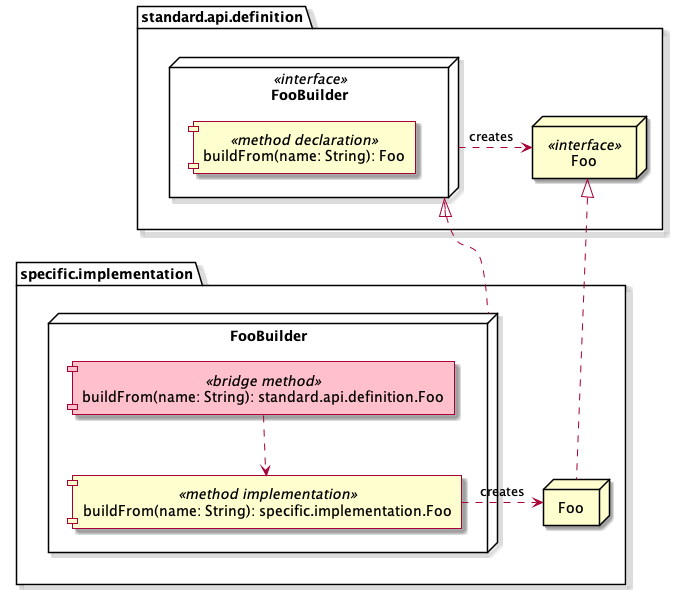 standard.api.definition
«interface»
FooBuilder
«method declaration»
buildFrom(name: String): Foo
creates
«interface»
Foo
specific.implementation
FooBuilder
«bridge method»
buildFrom(name: String): standard.api.definition.Foo
«method implementation»
buildFrom(name: String): specific.implementation.Foo
creates
Foo